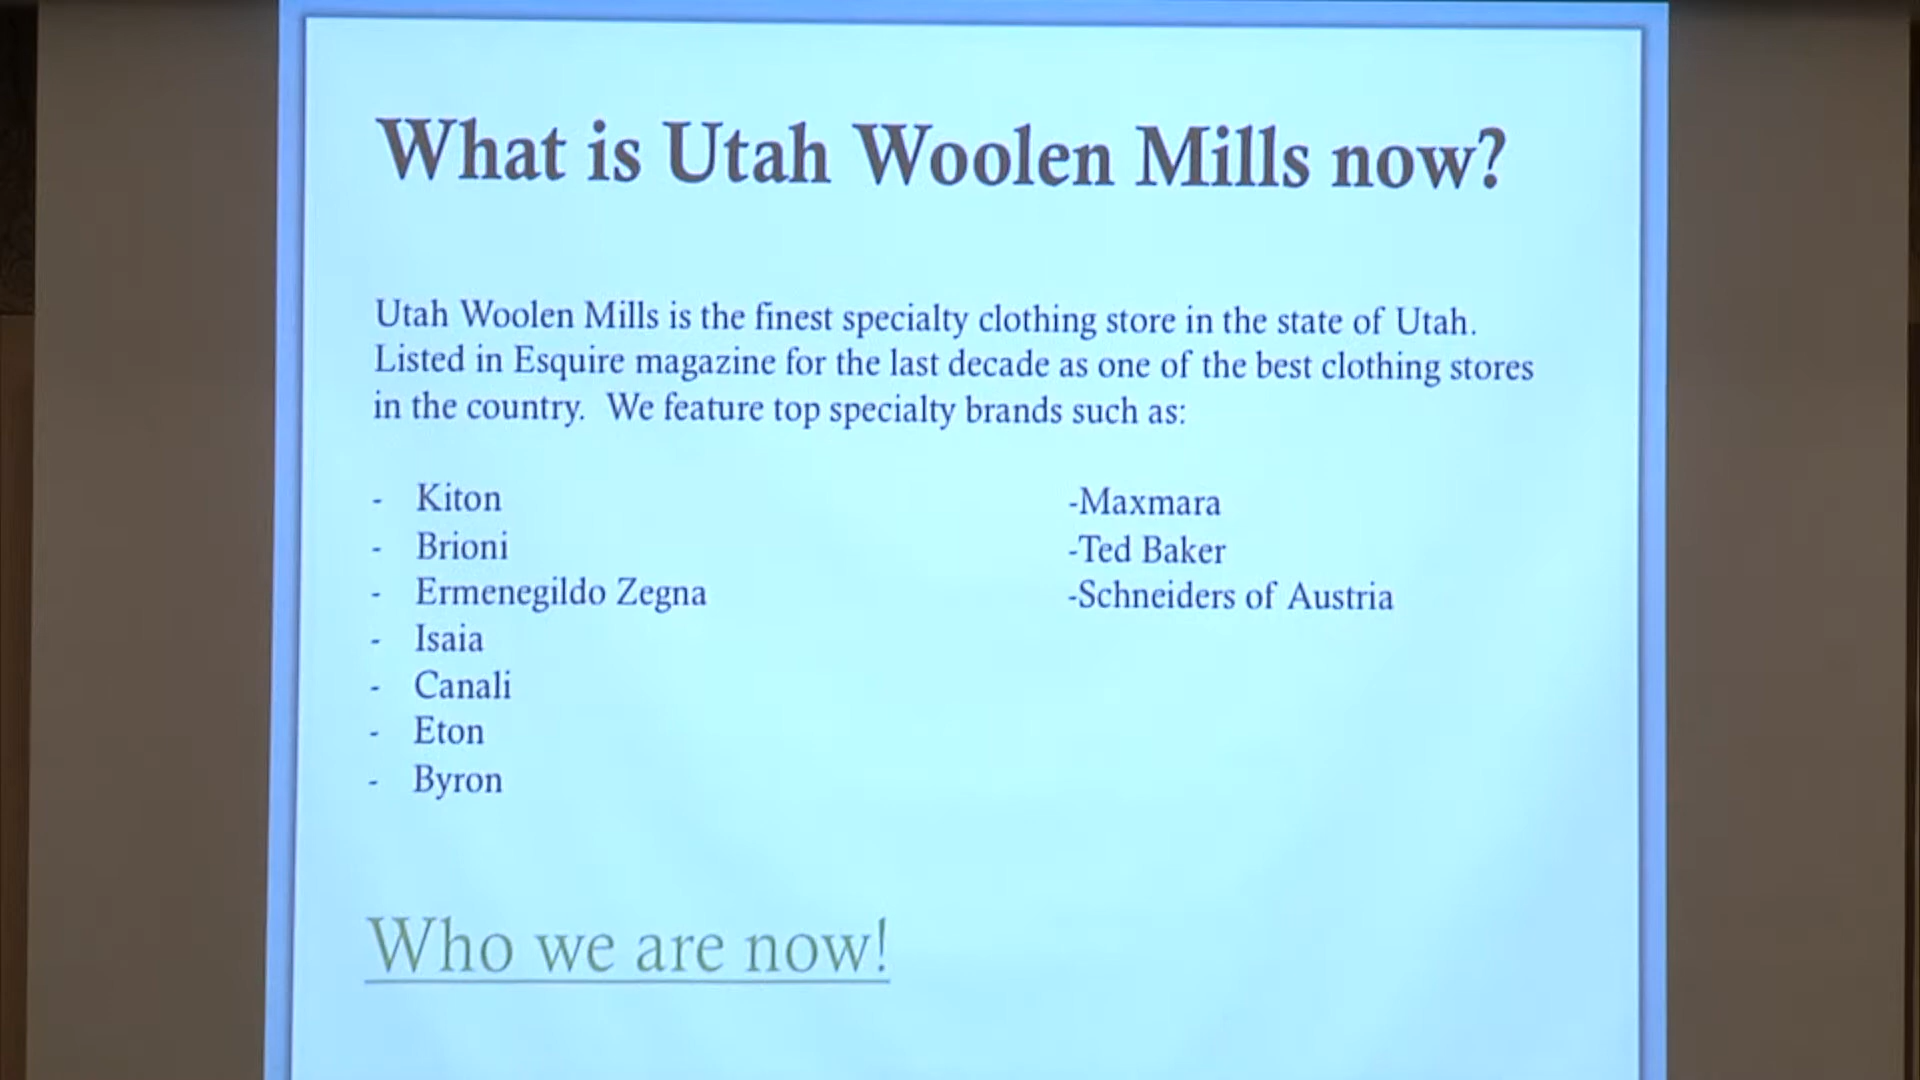 What is Utah Woolen Mills now?
Utah Woolen Mills is the finest specialty clothing store in the state of Utah.
Listed in Esquire magazine for the last decade as one of the best clothing stores
in the country.  We feature top specialty brands such as:
- Kiton
- Brioni
- Ermenegildo Zegna
- Isaia
- Canali
- Eton
- Byron
-Maxmara
-Ted Baker
-Schneiders of Austria
Who we are now!